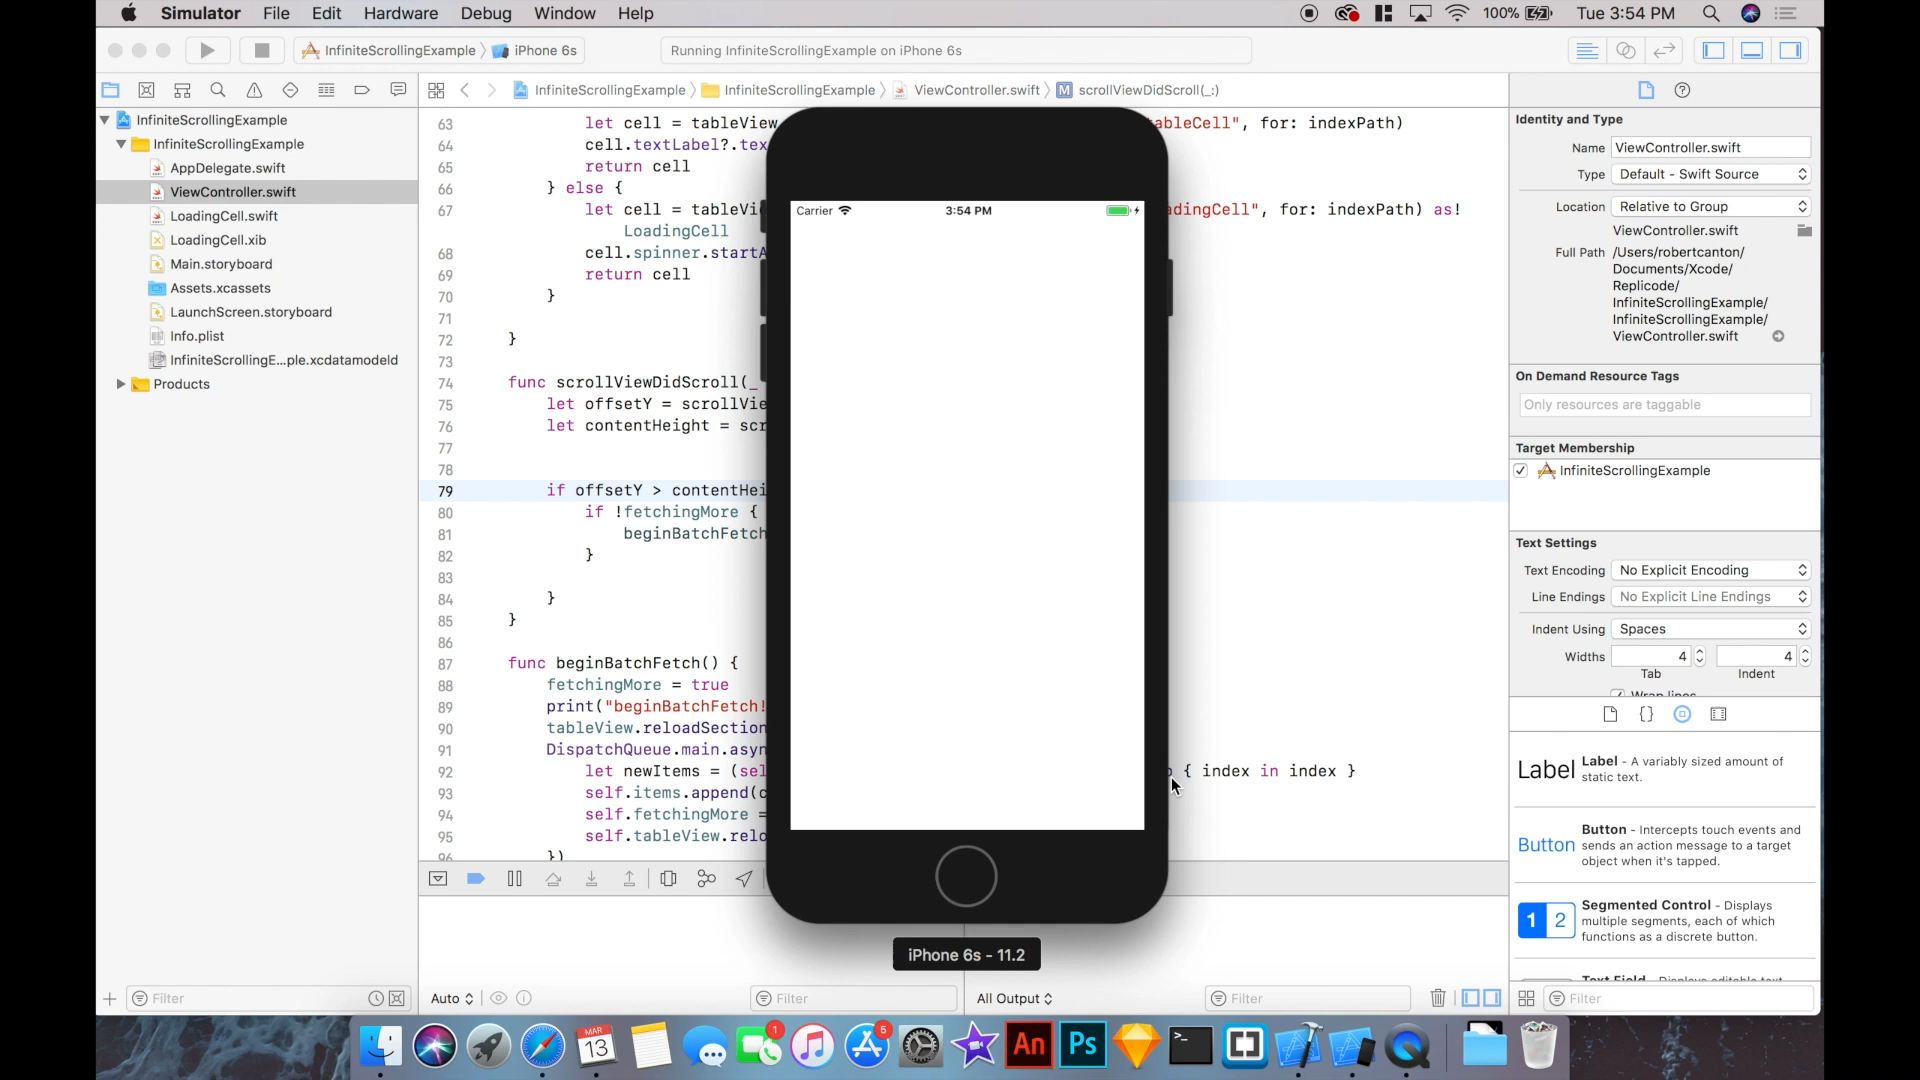 Simulator File Edit Hardware Debug Window Help 100% Tue 3:54 PM
InfiniteScrollingExample iPhone 6s Running InfiniteScrollingExample on iPhone 6s
InfiniteScrollingExample InfiniteScrollingExample ViewController.swift M scrollViewDidScroll(_:)
InfiniteScrollingExample
InfiniteScrollingExample
AppDelegate.swift
ViewController.swift
LoadingCell.swift
LoadingCell.xib
Main.storyboard
Assets.xcassets
LaunchScreen.storyboard
Info.plist
InfiniteScrollingE...ple.xcdatamodeld
Products
Filter
63 let cell = tableView ableCell", for: indexPath)
64 cell.textLabel?.tex
65 return cell
66 } else {
67 let cell = tableVi adingCell", for: indexPath) as!
LoadingCell
68 cell.spinner.startA
69 return cell
70 }
71
72 }
73
74 func scrollViewDidScroll(_
75 let offsetY = scrollVie
76 let contentHeight = scr
77
78
79 if offsetY > contentHei
80 if !fetchingMore {
81 beginBatchFetch
82 }
83
84 }
85 }
86
87 func beginBatchFetch() {
88 fetchingMore = true
89 print("beginBatchFetch!
90 tableView.reloadSection
91 DispatchQueue.main.asyn
92 let newItems = (sel { index in index }
93 self.items.append(c
94 self.fetchingMore =
95 self.tableView.relo
96 })
Carrier 3:54 PM
iPhone 6s - 11.2
Auto Filter All Output Filter
Identity and Type
Name ViewController.swift
Type Default - Swift Source
Location Relative to Group
ViewController.swift
Full Path /Users/robertcanton/
Documents/Xcode/
Replicode/
InfiniteScrollingExample/
InfiniteScrollingExample/
ViewController.swift
On Demand Resource Tags
Only resources are taggable
Target Membership
InfiniteScrollingExample
Text Settings
Text Encoding No Explicit Encoding
Line Endings No Explicit Line Endings
Indent Using Spaces
Widths 4 4
Tab Indent
Wrap lines
{}
Label Label - A variably sized amount of
static text.
Button Button - Intercepts touch events and
sends an action message to a target
object when it's tapped.
1 2 Segmented Control - Displays
multiple segments, each of which
functions as a discrete button.
Text Field - Displays editable text
Filter
MAR
13
1
5
An
Ps